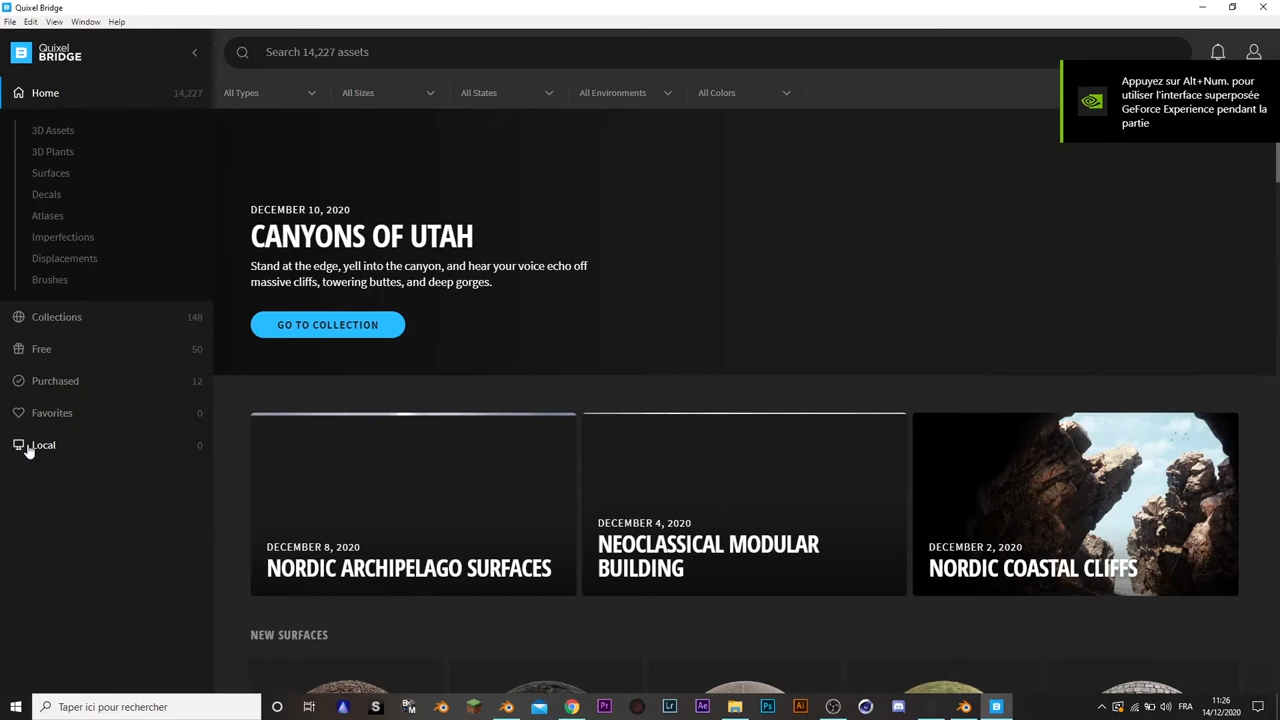 Quixel Bridge
File Edit View Window Help
Quixel
BRIDGE
Search 14,227 assets
Home 14,227
All Types
All Sizes
All States
All Environments
All Colors
Appuyez sur Alt+Num. pour
utiliser l'interface superposée
GeForce Experience pendant la
partie
3D Assets
3D Plants
Surfaces
Decals
Atlases
Imperfections
Displacements
Brushes
Collections 148
Free 50
Purchased 12
Favorites 0
Local 0
DECEMBER 10, 2020
CANYONS OF UTAH
Stand at the edge, yell into the canyon, and hear your voice echo off
massive cliffs, towering buttes, and deep gorges.
GO TO COLLECTION
DECEMBER 8, 2020
NORDIC ARCHIPELAGO SURFACES
DECEMBER 4, 2020
NEOCLASSICAL MODULAR
BUILDING
DECEMBER 2, 2020
NORDIC COASTAL CLIFFS
NEW SURFACES
Taper ici pour rechercher
S
Pr
Lr
Ae
Ps
Ai
FRA
11:26
14/12/2020